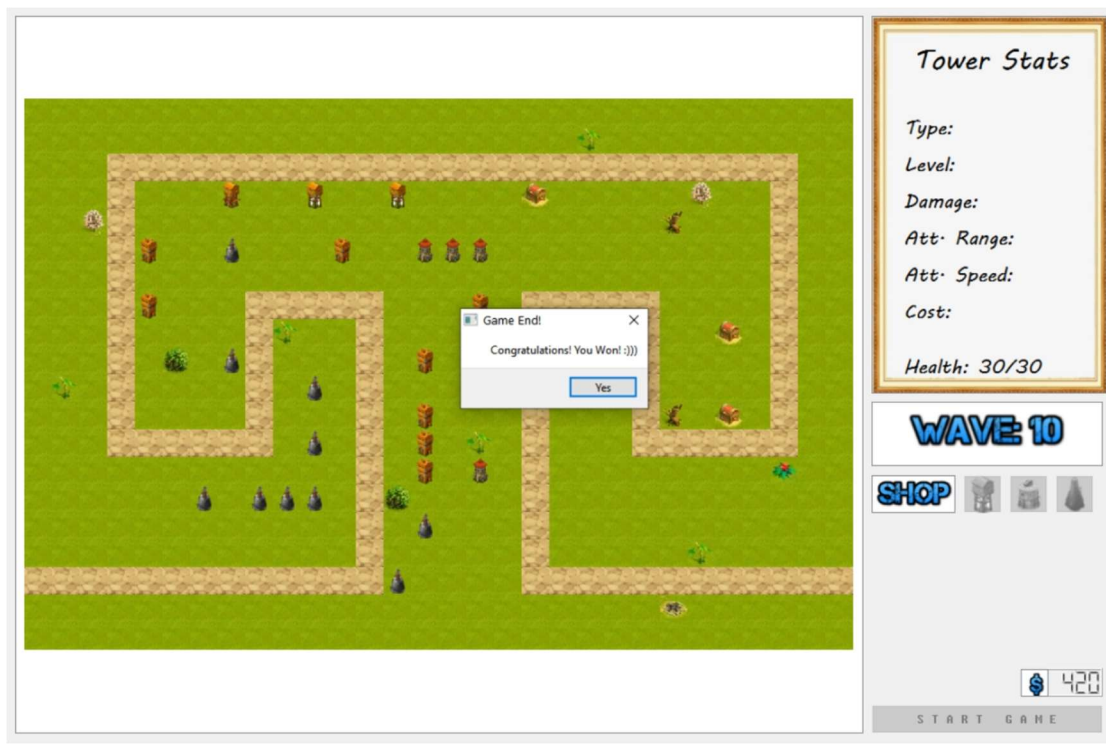 Tower Stats
Type:
Level:
Damage:
Att. Range:
Att. Speed:
Cost:
Health: 30/30
Game End!
Congratulations! You Won! :)))
Yes
WAVE: 10
SHOP
$ 420
START GAME